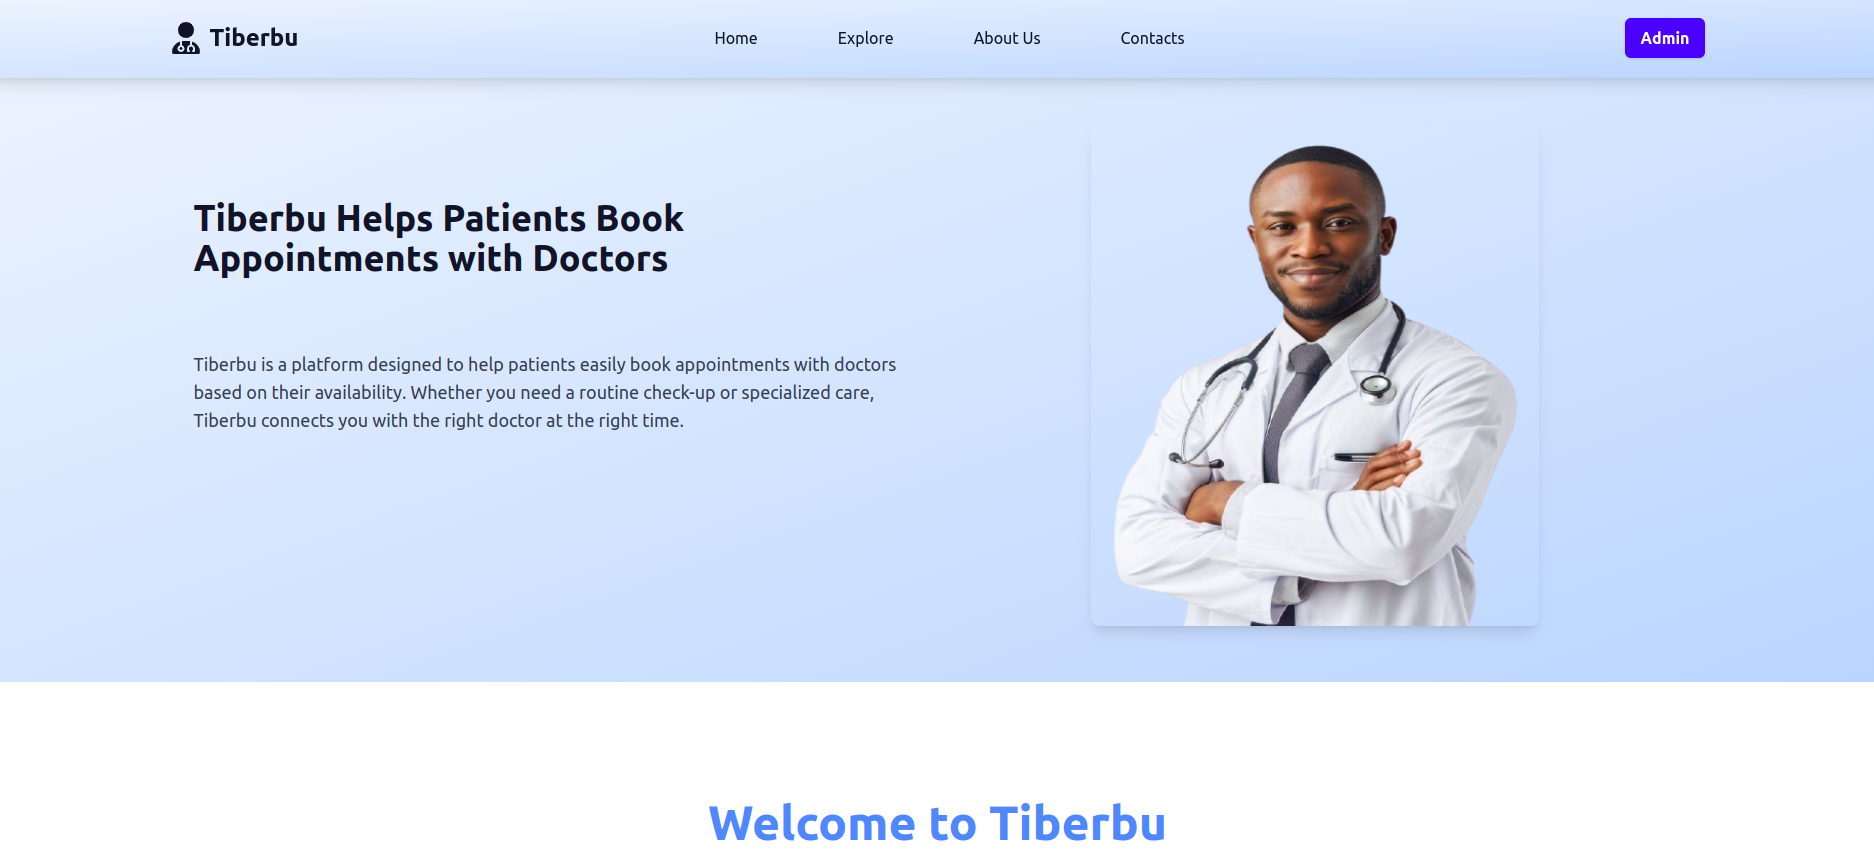 Tiberbu
Home
Explore
About Us
Contacts
Admin
Tiberbu Helps Patients Book
Appointments with Doctors
Tiberbu is a platform designed to help patients easily book appointments with doctors
based on their availability. Whether you need a routine check-up or specialized care,
Tiberbu connects you with the right doctor at the right time.
Welcome to Tiberbu